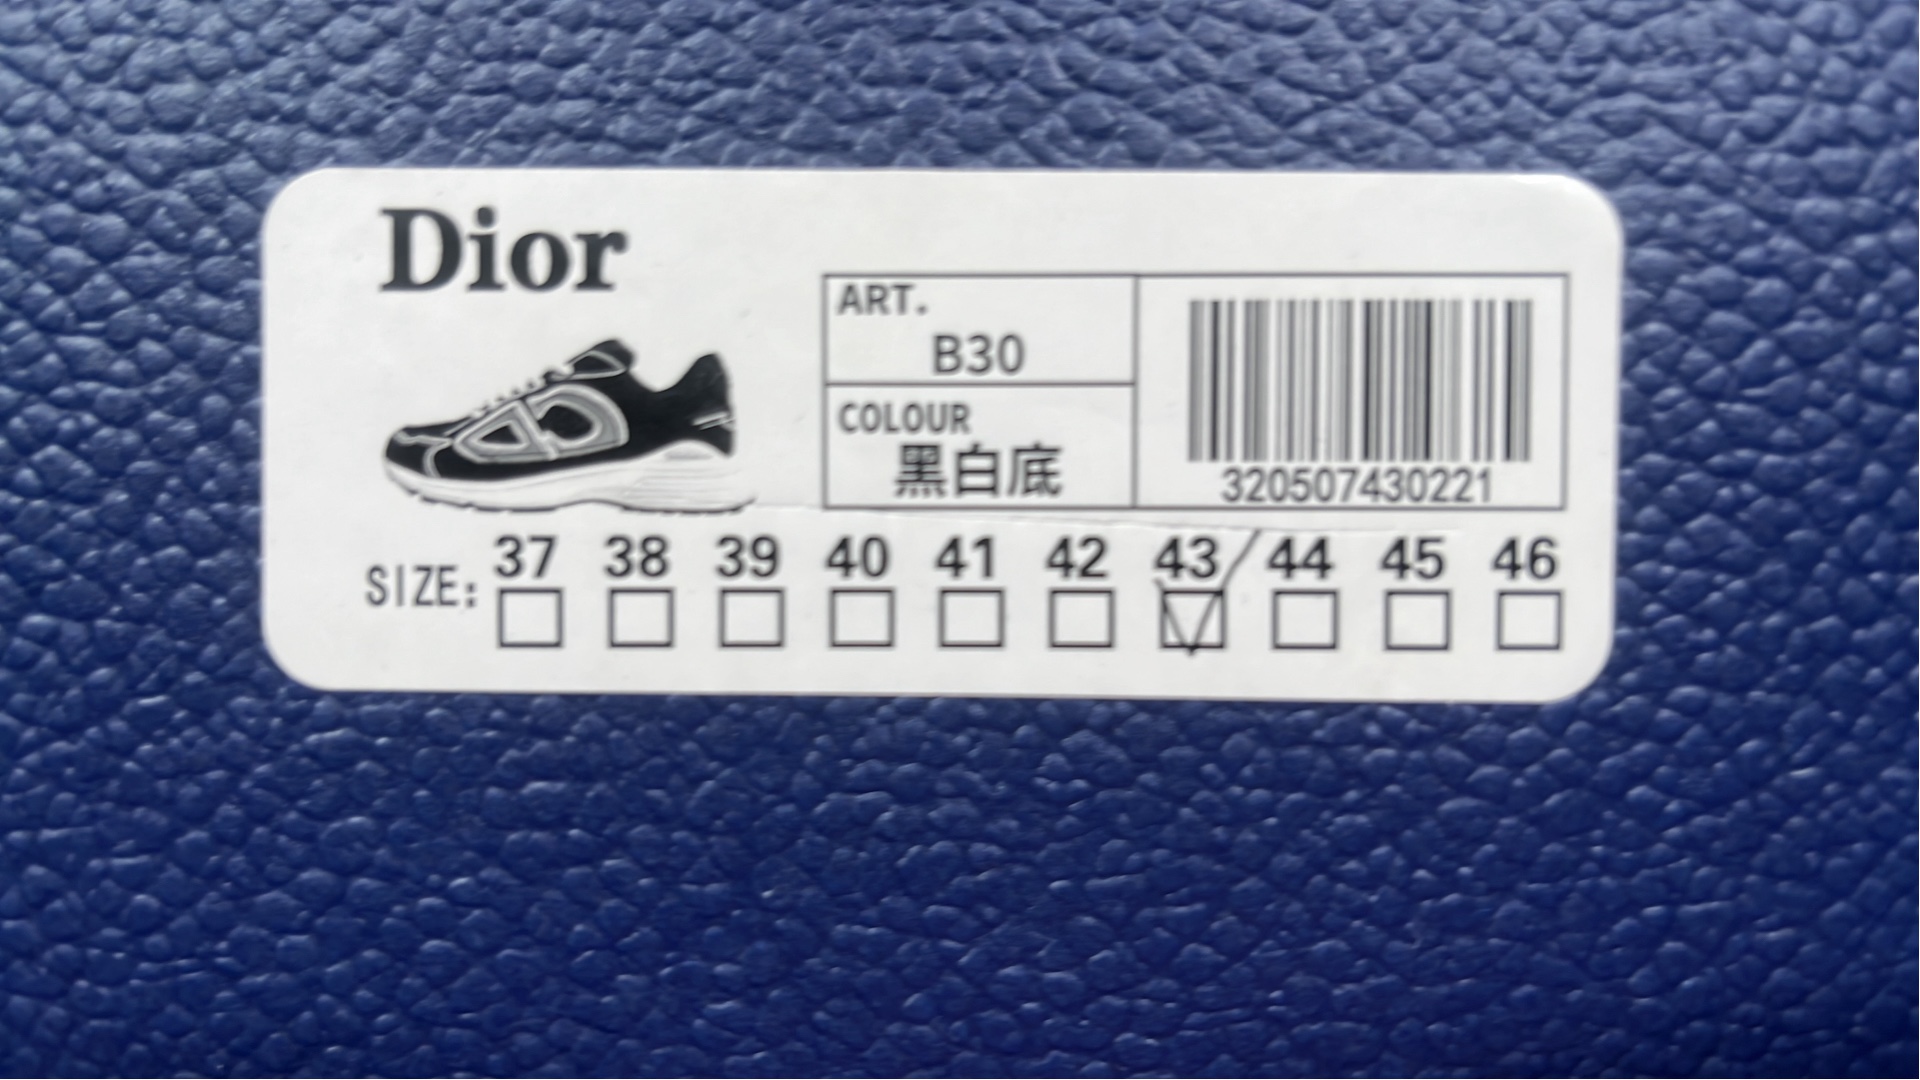 Dior
ART.
B30
COLOUR
黑白底
320507430221
37 38 39 40 41 42 43 44 45 46
SIZE: